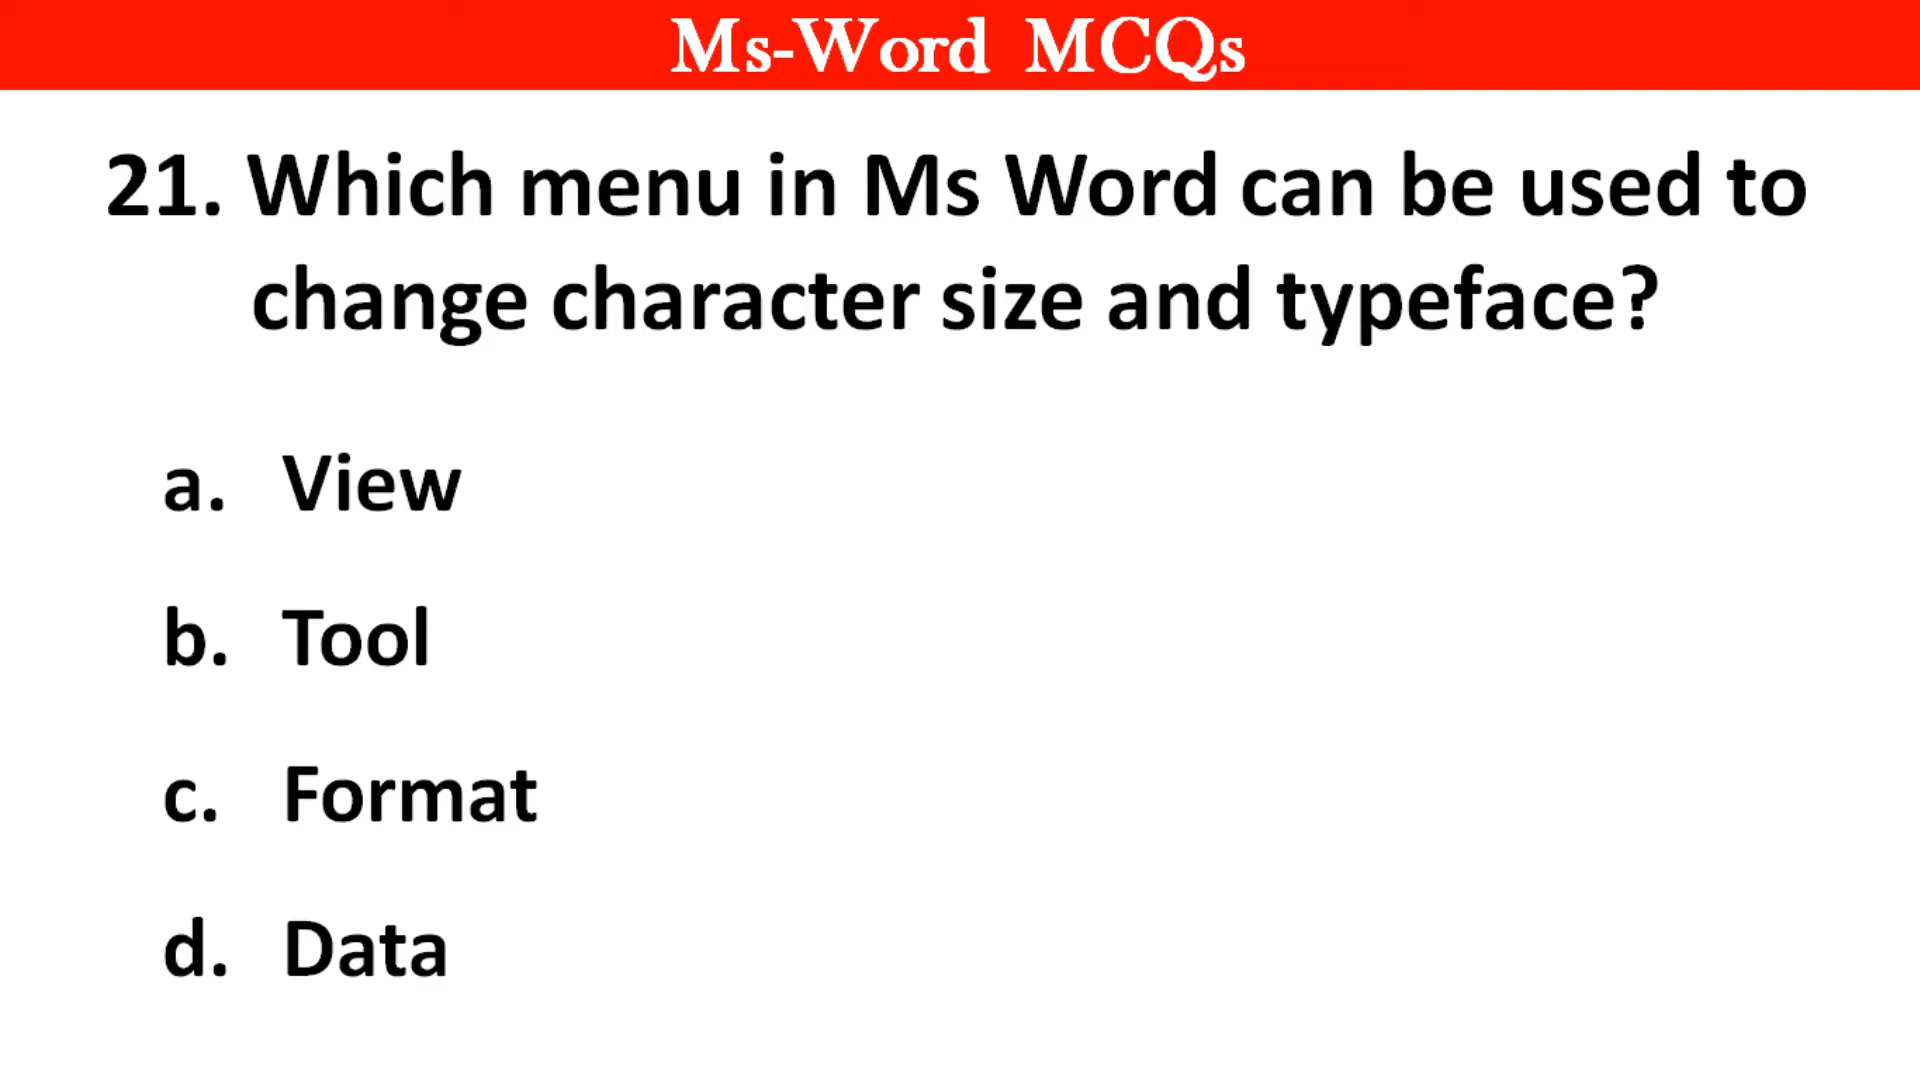 Ms-Word MCQs
21. Which menu in Ms Word can be used to
change character size and typeface?
a. View
b. Tool
c. Format
d. Data